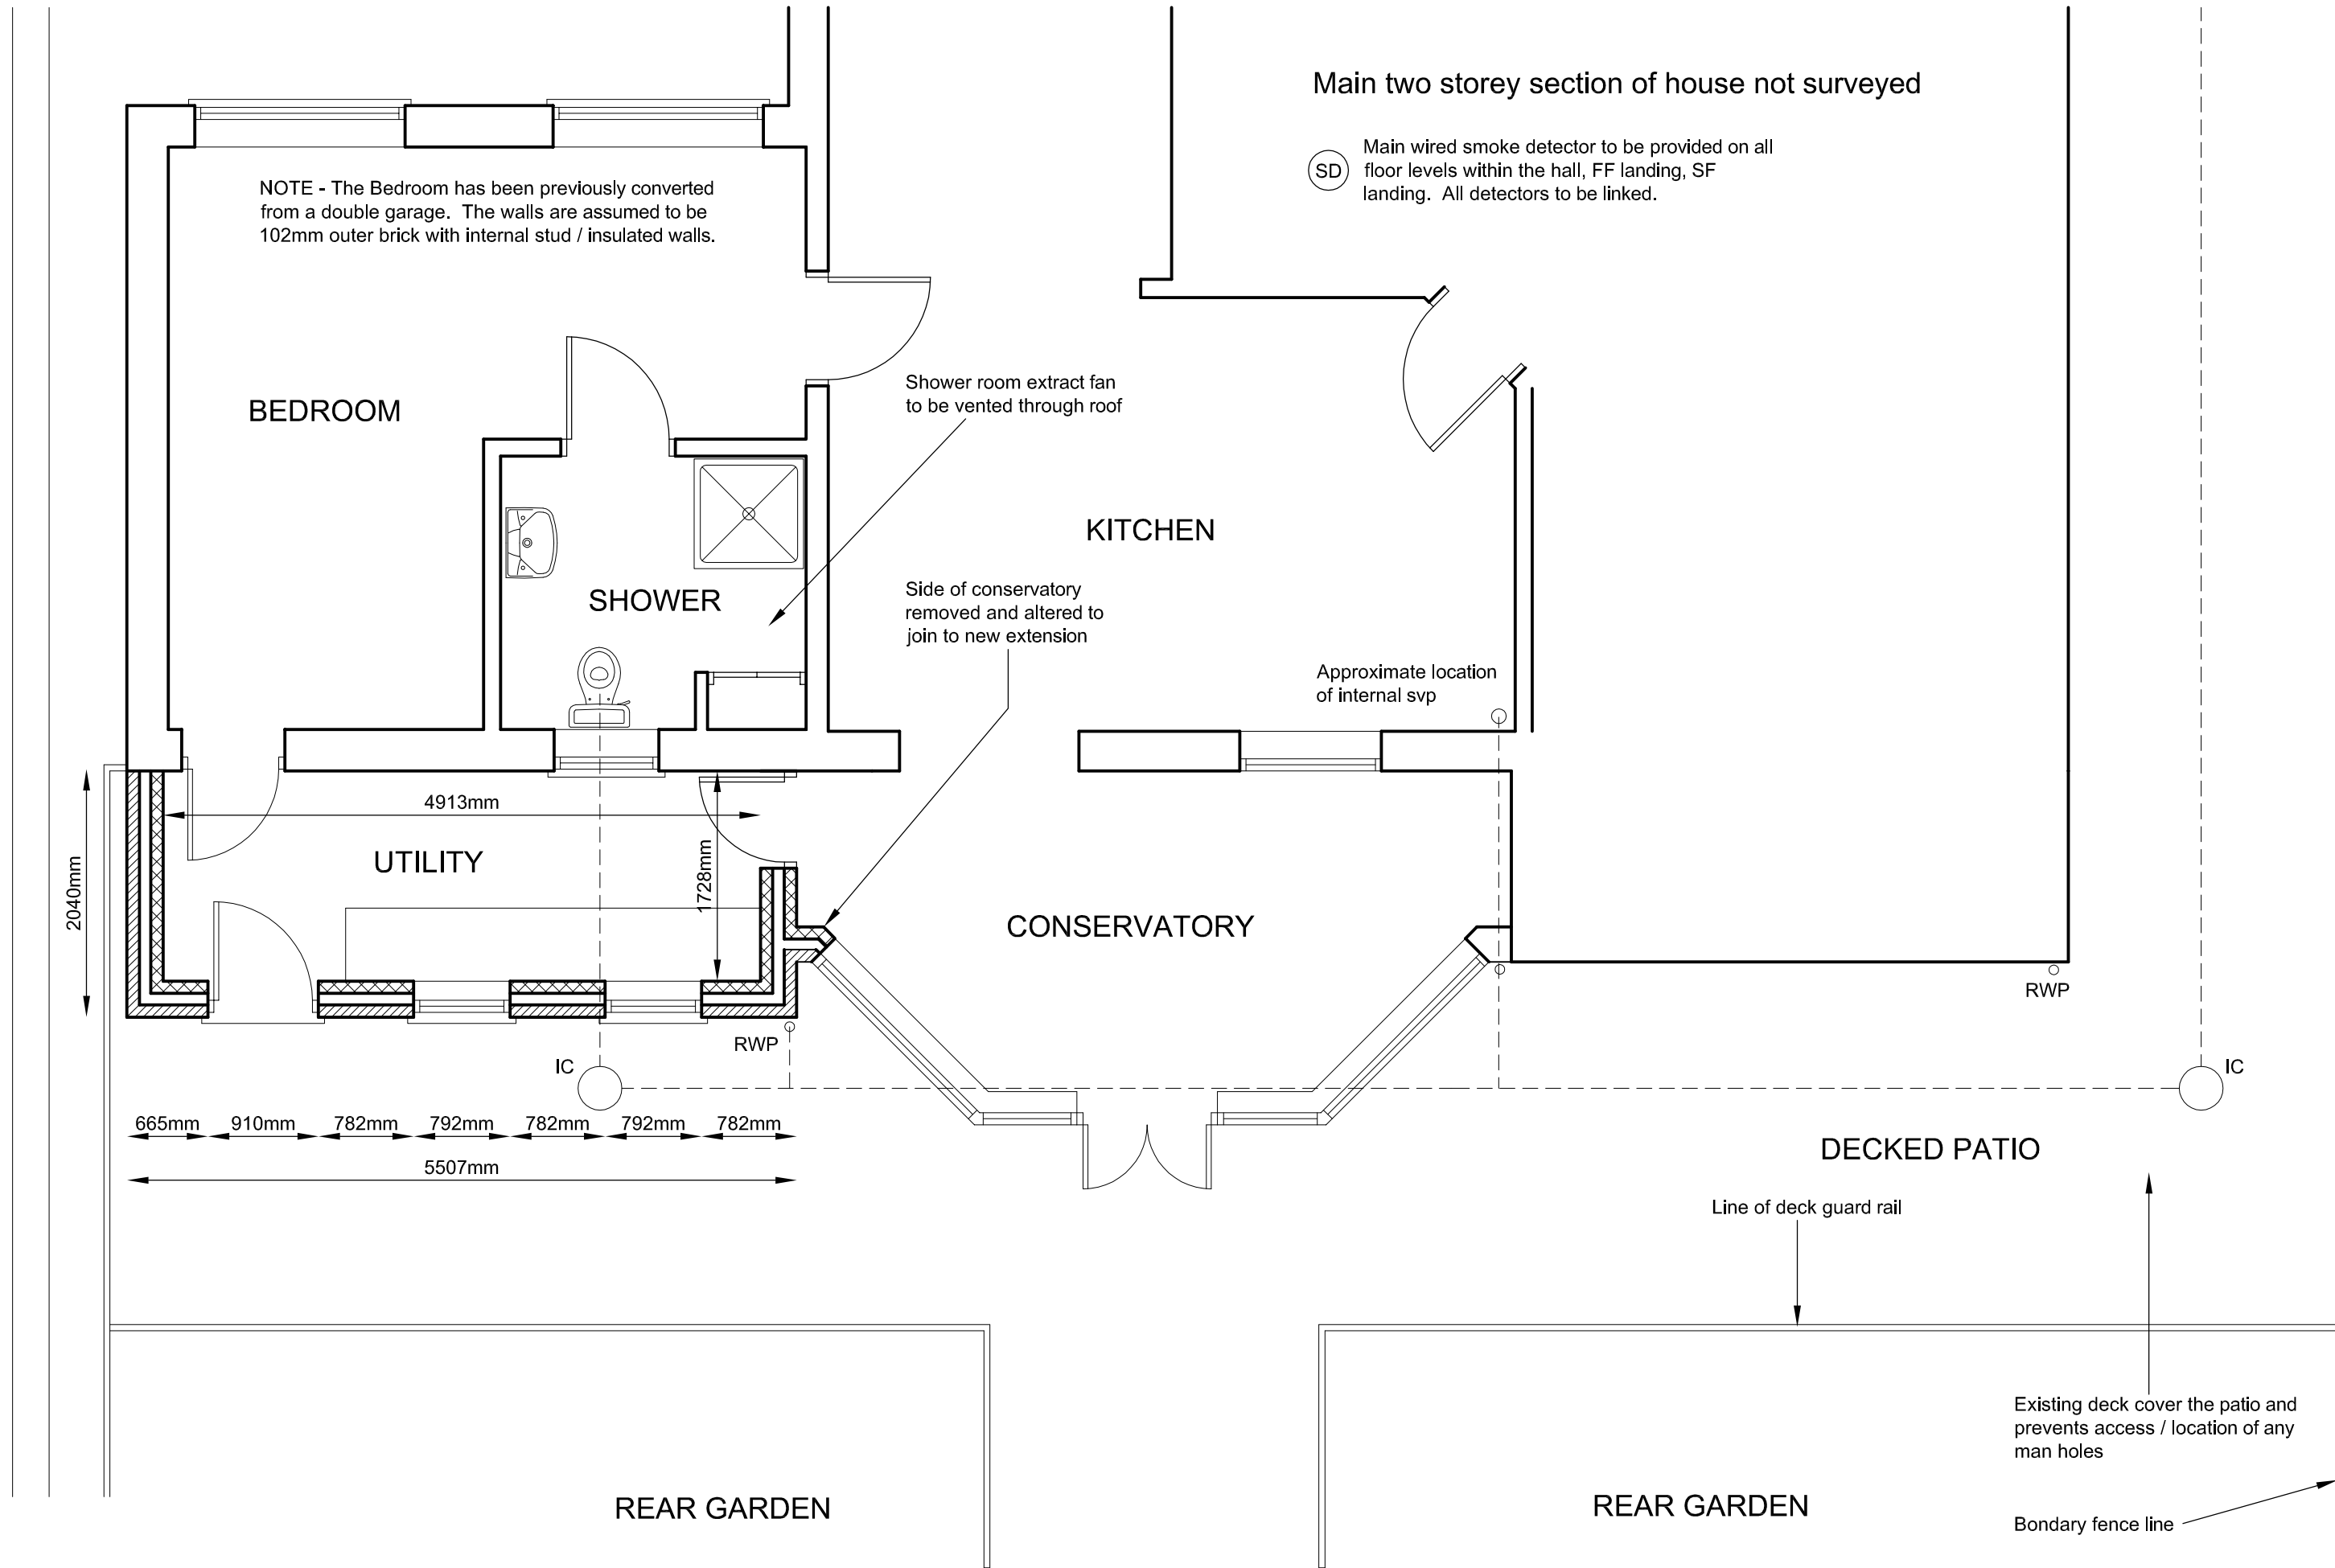 Main two storey section of house not surveyed
SD
Main wired smoke detector to be provided on all
floor levels within the hall, FF landing, SF
landing. All detectors to be linked.
NOTE - The Bedroom has been previously converted
from a double garage. The walls are assumed to be
102mm outer brick with internal stud / insulated walls.
BEDROOM
Shower room extract fan
to be vented through roof
KITCHEN
SHOWER
Side of conservatory
removed and altered to
join to new extension
Approximate location
of internal svp
4913mm
UTILITY
1728mm
2040mm
CONSERVATORY
RWP
RWP
IC
IC
665mm
910mm
782mm
792mm
782mm
792mm
782mm
5507mm
DECKED PATIO
Line of deck guard rail
Existing deck cover the patio and
prevents access / location of any
man holes
REAR GARDEN
REAR GARDEN
Bondary fence line